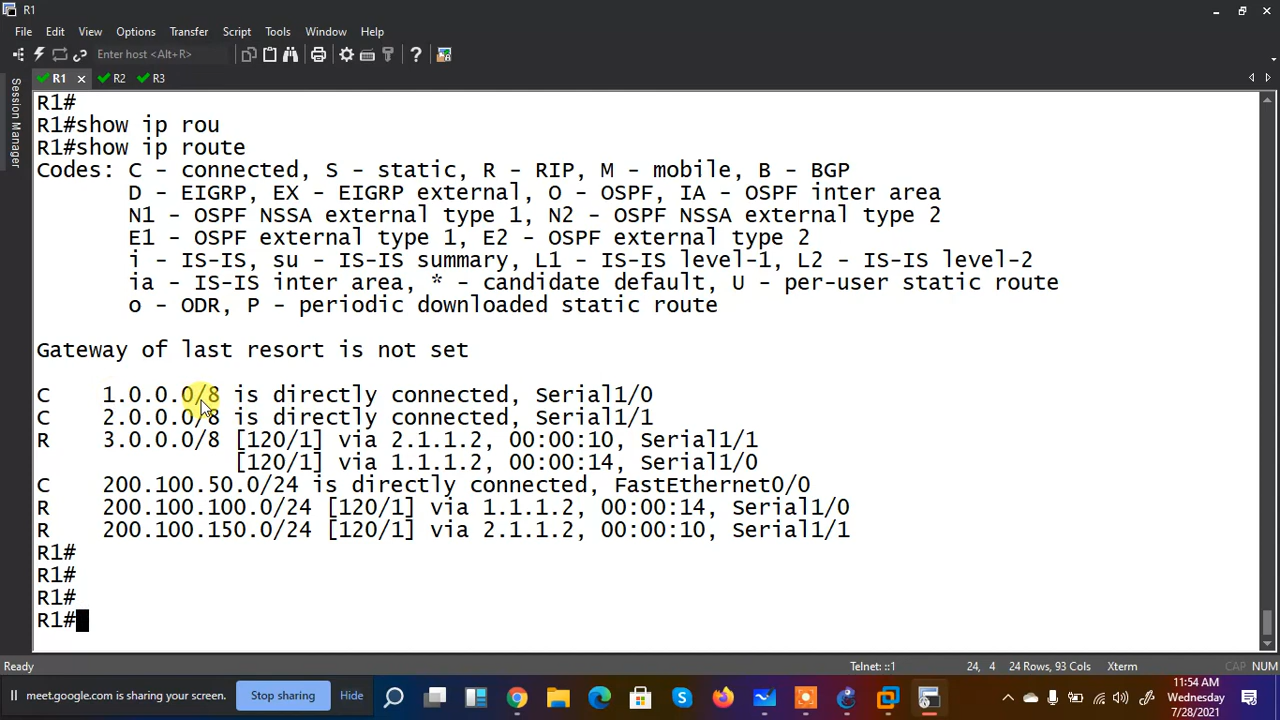 R1
File Edit View Options Transfer Script Tools Window Help
Enter host <Alt+R>
R1 R2 R3
Session Manager
R1#
R1#show ip rou
R1#show ip route
Codes: C - connected, S - static, R - RIP, M - mobile, B - BGP
D - EIGRP, EX - EIGRP external, O - OSPF, IA - OSPF inter area
N1 - OSPF NSSA external type 1, N2 - OSPF NSSA external type 2
E1 - OSPF external type 1, E2 - OSPF external type 2
i - IS-IS, su - IS-IS summary, L1 - IS-IS level-1, L2 - IS-IS level-2
ia - IS-IS inter area, * - candidate default, U - per-user static route
o - ODR, P - periodic downloaded static route
Gateway of last resort is not set
C 1.0.0.0/8 is directly connected, Serial1/0
C 2.0.0.0/8 is directly connected, Serial1/1
R 3.0.0.0/8 [120/1] via 2.1.1.2, 00:00:10, Serial1/1
[120/1] via 1.1.1.2, 00:00:14, Serial1/0
C 200.100.50.0/24 is directly connected, FastEthernet0/0
R 200.100.100.0/24 [120/1] via 1.1.1.2, 00:00:14, Serial1/0
R 200.100.150.0/24 [120/1] via 2.1.1.2, 00:00:10, Serial1/1
R1#
R1#
R1#
R1#
Ready Telnet: ::1 24, 4 24 Rows, 93 Cols Xterm CAP NUM
meet.google.com is sharing your screen. Stop sharing Hide
11:54 AM
Wednesday
7/28/2021